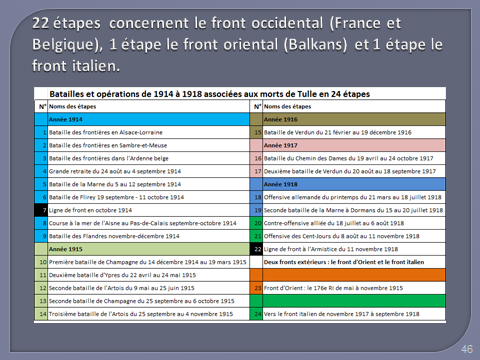 22 étapes concernent le front occidental (France et
Belgique), 1 étape le front oriental (Balkans) et 1 étape le
front italien.
Batailles et opérations de 1914 à 1918 associées aux morts de Tulle en 24 étapes
N° Noms des étapes
Année 1914
1 Bataille des frontières en Alsace-Lorraine
2 Bataille des frontières en Sambre-et-Meuse
3 Bataille des frontières dans l'Ardenne belge
4 Grande retraite du 24 août au 4 septembre 1914
5 Bataille de la Marne du 5 au 12 septembre 1914
6 Bataille de Flirey 19 septembre - 11 octobre 1914
7 Ligne de front en octobre 1914
8 Course à la mer de l'Aisne au Pas-de-Calais septembre-octobre 1914
9 Bataille des Flandres novembre-décembre 1914
Année 1915
10 Première bataille de Champagne du 14 décembre 1914 au 19 mars 1915
11 Deuxième bataille d'Ypres du 22 avril au 24 mai 1915
12 Seconde bataille de l'Artois du 9 mai au 25 juin 1915
13 Seconde bataille de Champagne du 25 septembre au 6 octobre 1915
14 Troisième bataille de l'Artois du 25 septembre au 4 novembre 1915
N° Noms des étapes
Année 1916
15 Bataille de Verdun du 21 février au 19 décembre 1916
Année 1917
16 Bataille du Chemin des Dames du 19 avril au 24 octobre 1917
17 Deuxième bataille de Verdun du 20 août au 18 septembre 1917
Année 1918
18 Offensive allemande du printemps du 21 mars au 18 juillet 1918
19 Seconde bataille de la Marne à Dormans du 15 au 20 juillet 1918
20 Contre-offensive alliée du 18 juillet au 6 août 1918
21 Offensive des Cent-Jours du 8 août au 11 novembre 1918
22 Ligne de front à l'Armistice du 11 novembre 1918
Deux fronts extérieurs : le front d'Orient et le front italien
23 Front d'Orient : le 176e RI de mai à novembre 1915
24 Vers le front italien de novembre 1917 à septembre 1918
46